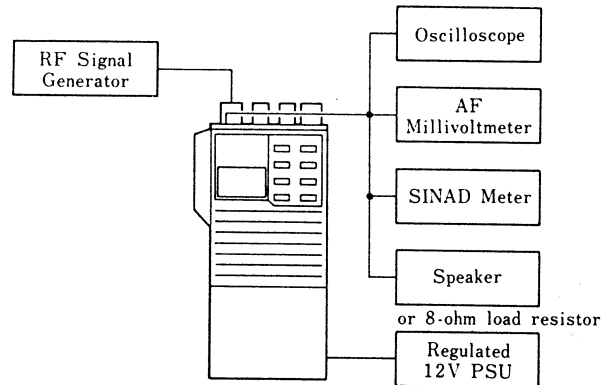 RF Signal
Generator
Oscilloscope
AF
Millivoltmeter
SINAD Meter
Speaker
or 8-ohm load resistor
Regulated
12V PSU